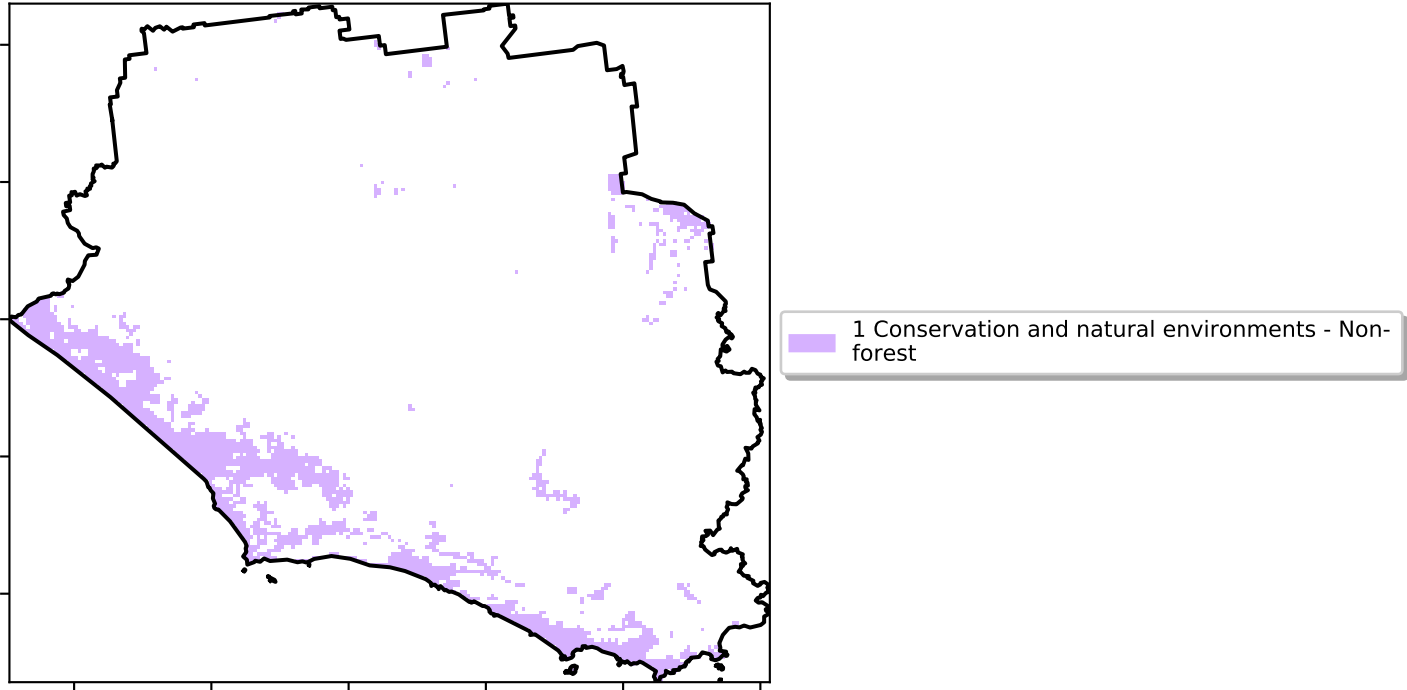 1 Conservation and natural environments - Non-
forest